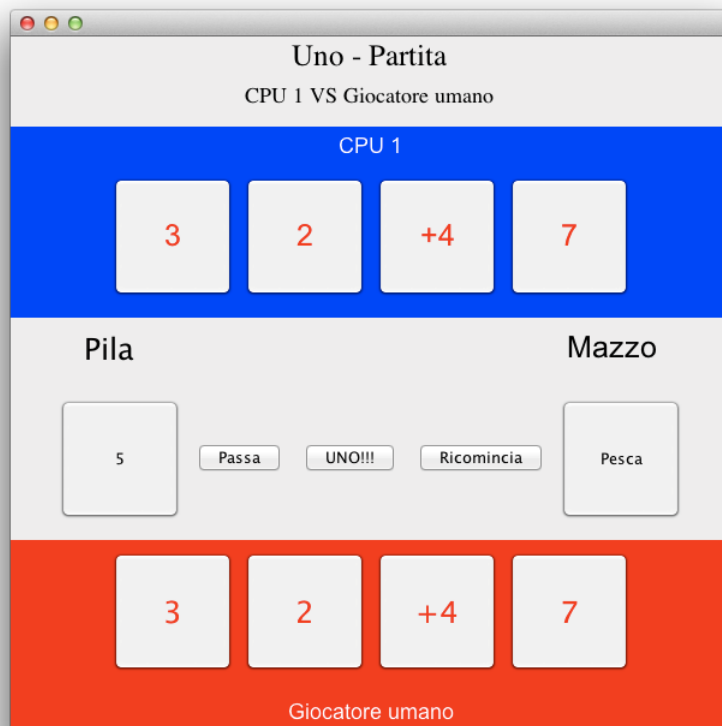 Uno - Partita
CPU 1 VS Giocatore umano
CPU 1
3 2 +4 7
Pila Mazzo
5 Passa UNO!!! Ricomincia Pesca
3 2 +4 7
Giocatore umano